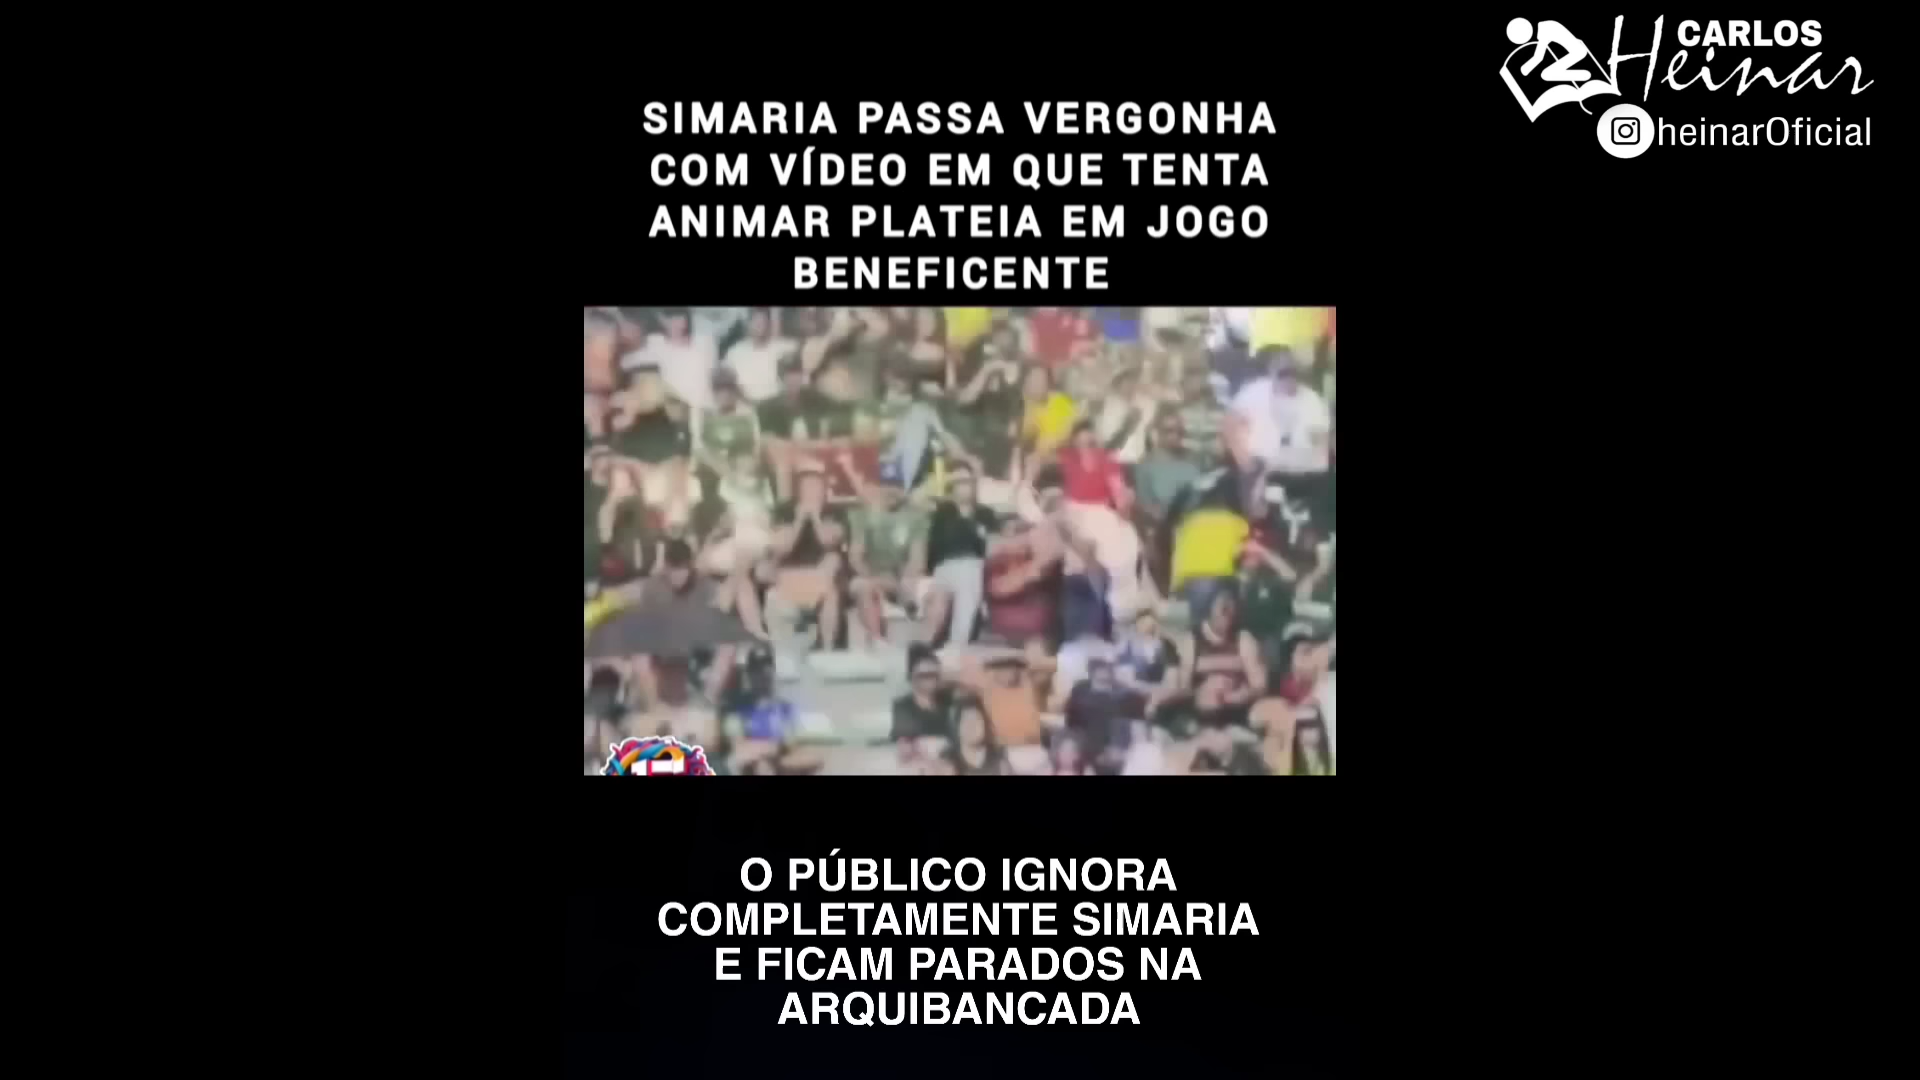 CARLOS
Heinar
heinarOficial
SIMARIA PASSA VERGONHA
COM VÍDEO EM QUE TENTA
ANIMAR PLATEIA EM JOGO
BENEFICENTE
O PÚBLICO IGNORA
COMPLETAMENTE SIMARIA
E FICAM PARADOS NA
ARQUIBANCADA